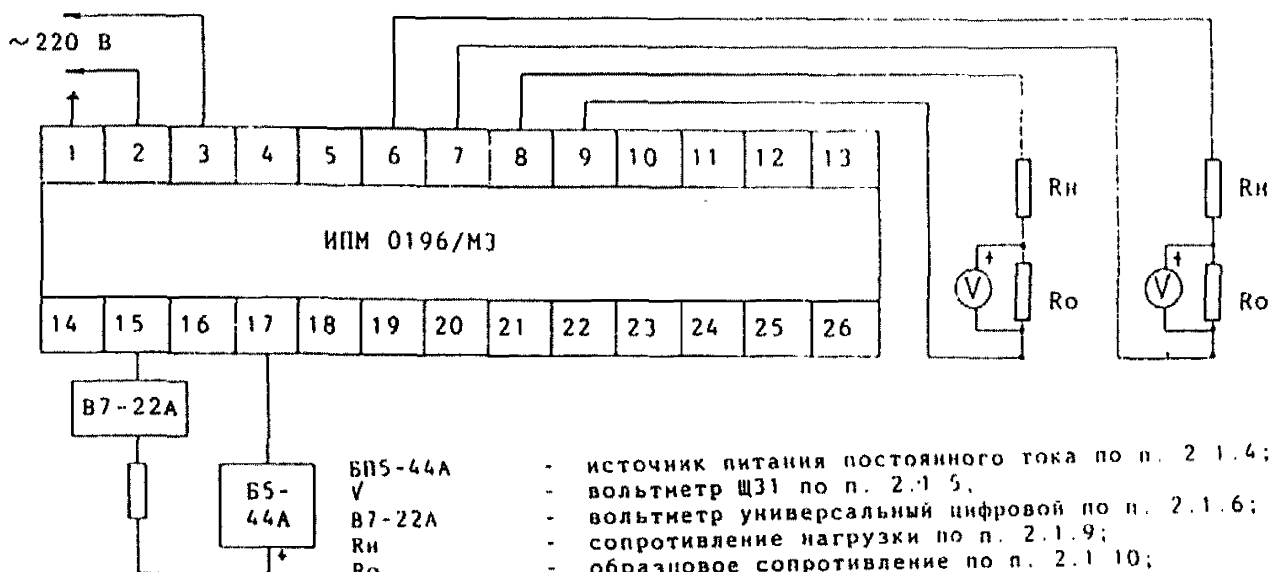 ~220 В
1 2 3 4 5 6 7 8 9 10 11 12 13
ИПМ 0196/М3
14 15 16 17 18 19 20 21 22 23 24 25 26
Rн
Rн
+
+
V
V
Rо
Rо
В7-22А
Б5-
44А
+
БП5-44А - источник питания постоянного тока по п. 2 1.4;
V - вольтметр Щ31 по п. 2.1 5,
В7-22А - вольтметр универсальный цифровой по п. 2.1.6;
Rн - сопротивление нагрузки по п. 2.1.9;
Rо - образцовое сопротивление по п. 2.1 10;